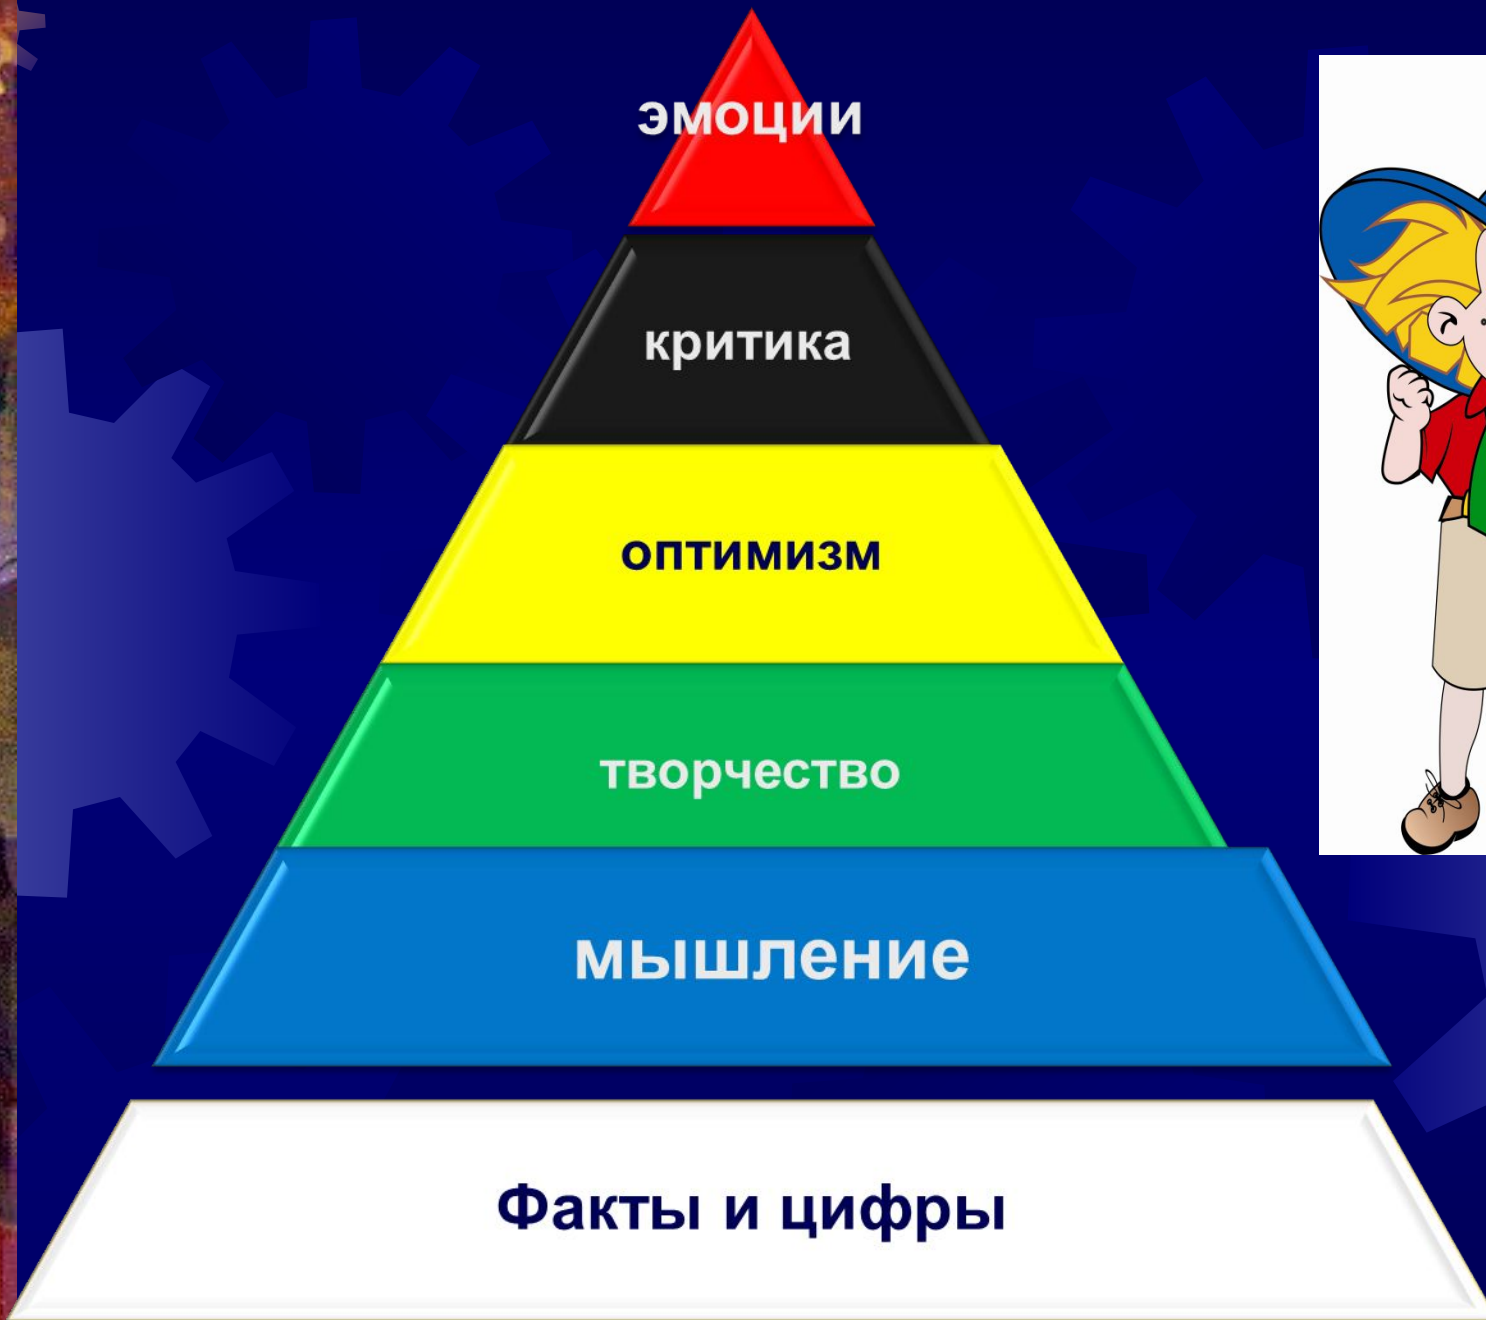 эмоции
критика
оптимизм
творчество
мышление
Факты и цифры